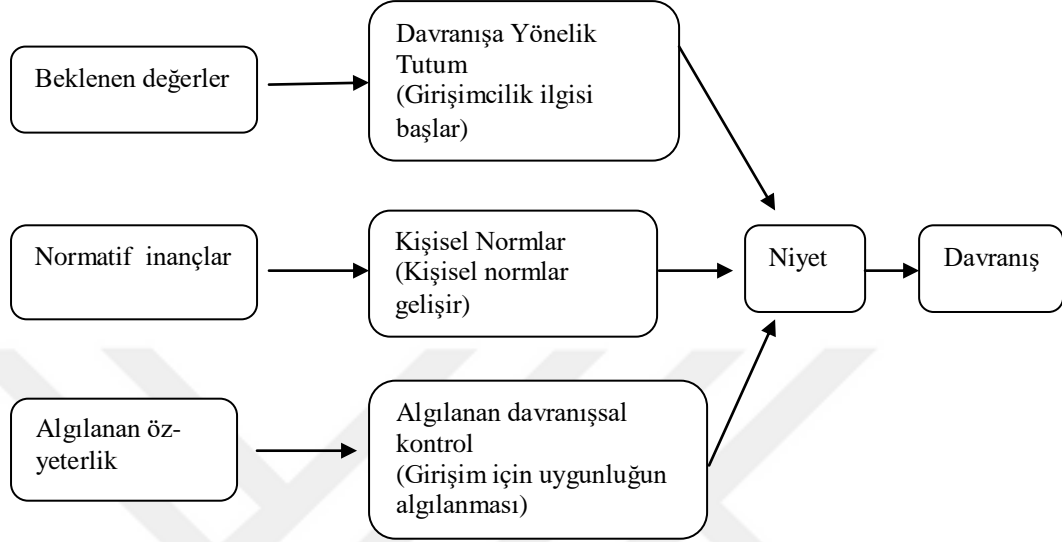 Beklenen değerler
Davranışa Yönelik
Tutum
(Girişimcilik ilgisi
başlar)
Normatif inançlar
Kişisel Normlar
(Kişisel normlar
gelişir)
Niyet
Davranış
Algılanan öz-
yeterlik
Algılanan davranışsal
kontrol
(Girişim için uygunluğun
algılanması)